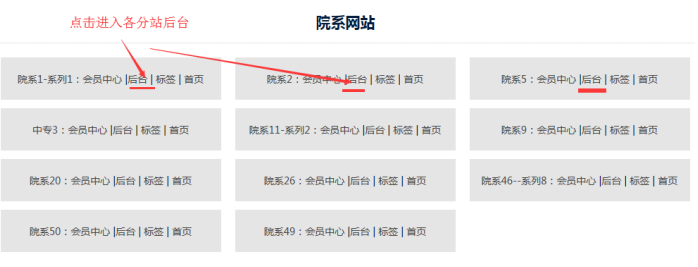 点击进入各分站后台
院系网站
院系1-系列1：会员中心 |后台 | 标签 | 首页
院系2：会员中心 |后台 | 标签 | 首页
院系5：会员中心 |后台 | 标签 | 首页
中专3：会员中心 |后台 | 标签 | 首页
院系11-系列2：会员中心 |后台 | 标签 | 首页
院系9：会员中心 |后台 | 标签 | 首页
院系20：会员中心 |后台 | 标签 | 首页
院系26：会员中心 |后台 | 标签 | 首页
院系46--系列8：会员中心 |后台 | 标签 | 首页
院系50：会员中心 |后台 | 标签 | 首页
院系49：会员中心 |后台 | 标签 | 首页